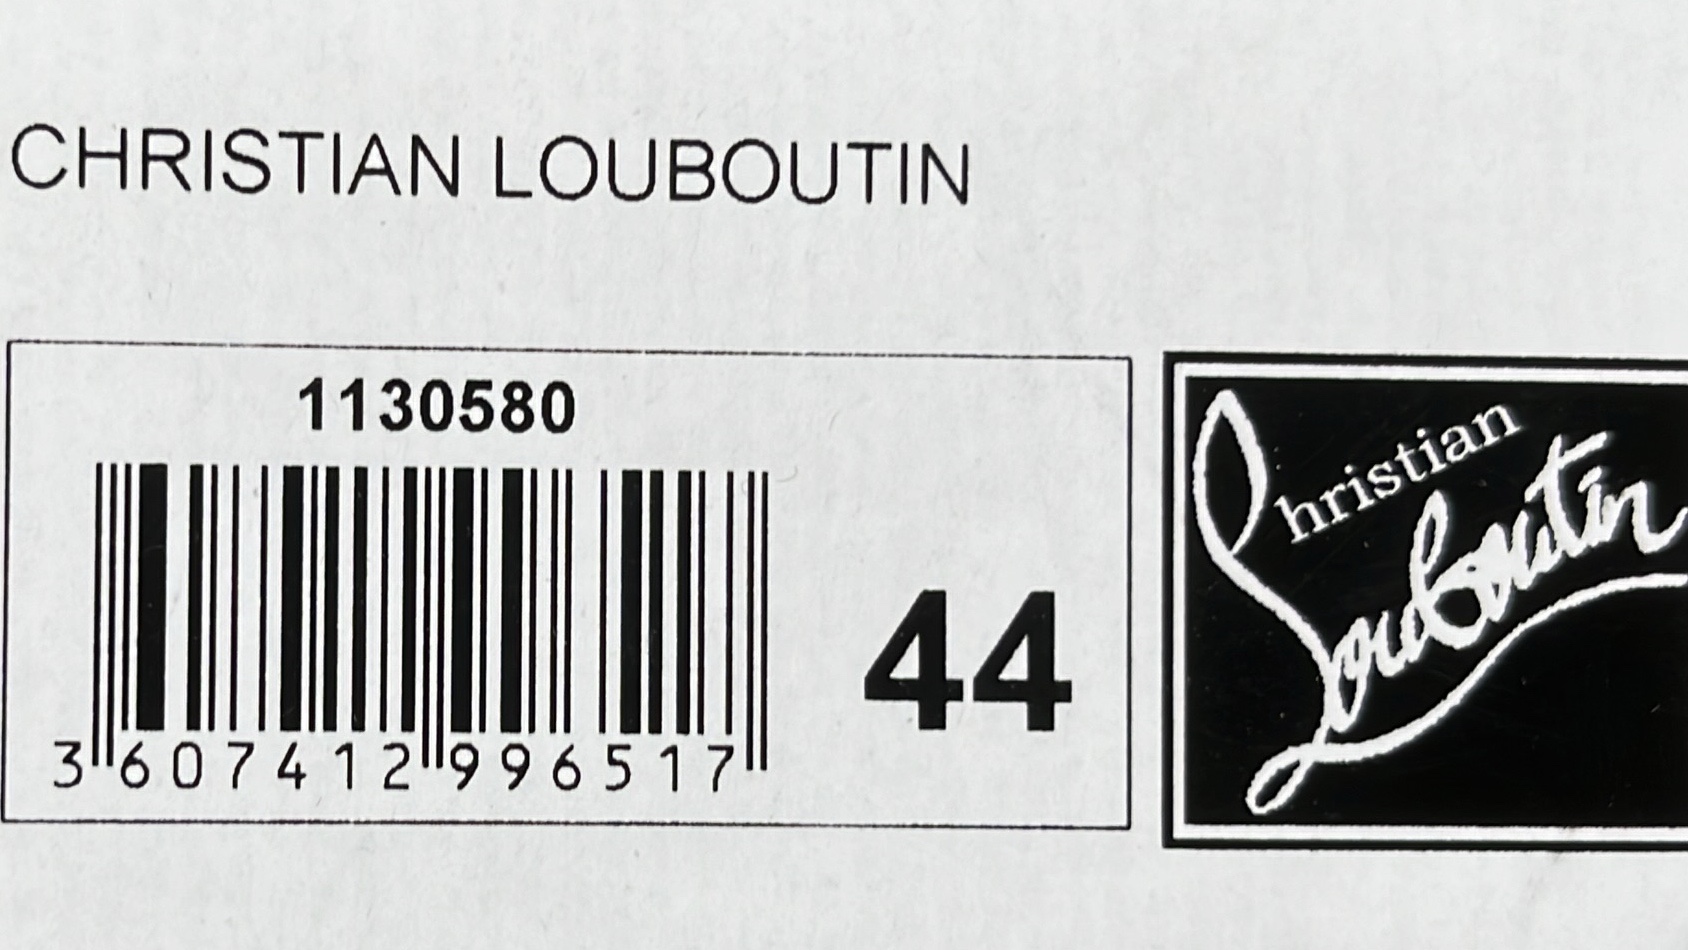 CHRISTIAN LOUBOUTIN
1130580
3 607412 996517
44
Christian
Louboutin